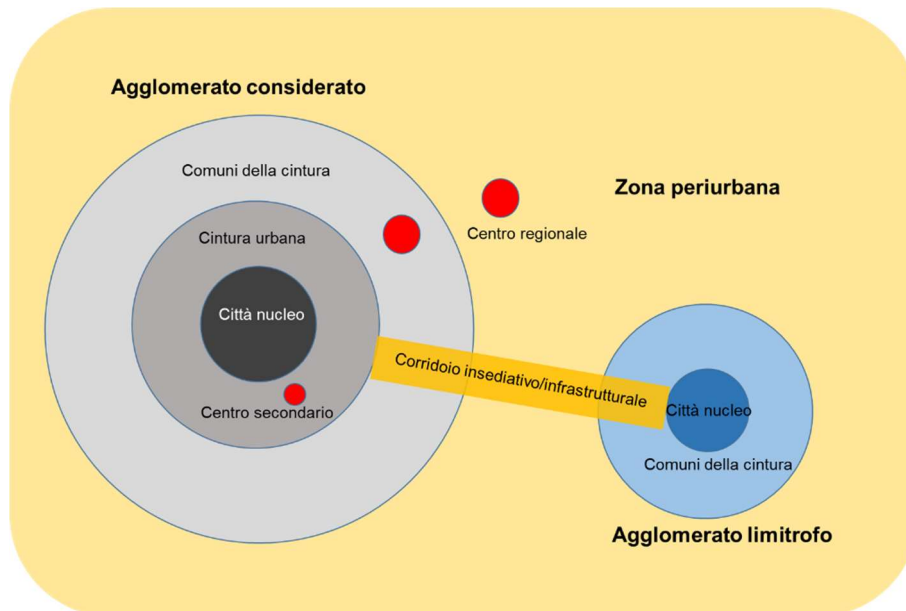 Agglomerato considerato
Comuni della cintura
Zona periurbana
Centro regionale
Cintura urbana
Città nucleo
Corridoio insediativo/infrastrutturale
Centro secondario
Città nucleo
Comuni della cintura
Agglomerato limitrofo